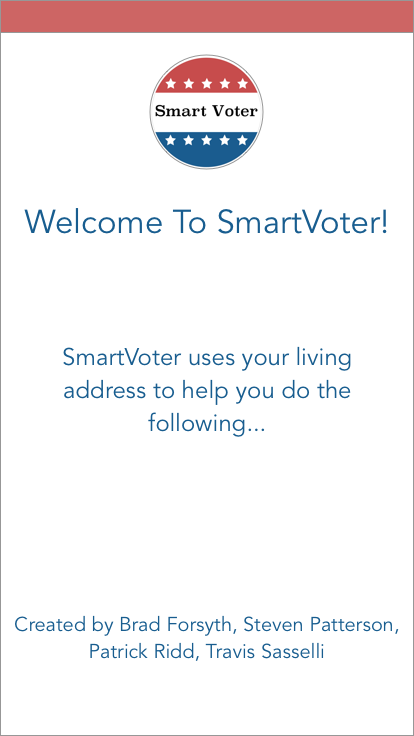 Smart Voter
Welcome To SmartVoter!
SmartVoter uses your living
address to help you do the
following...
Created by Brad Forsyth, Steven Patterson,
Patrick Ridd, Travis Sasselli